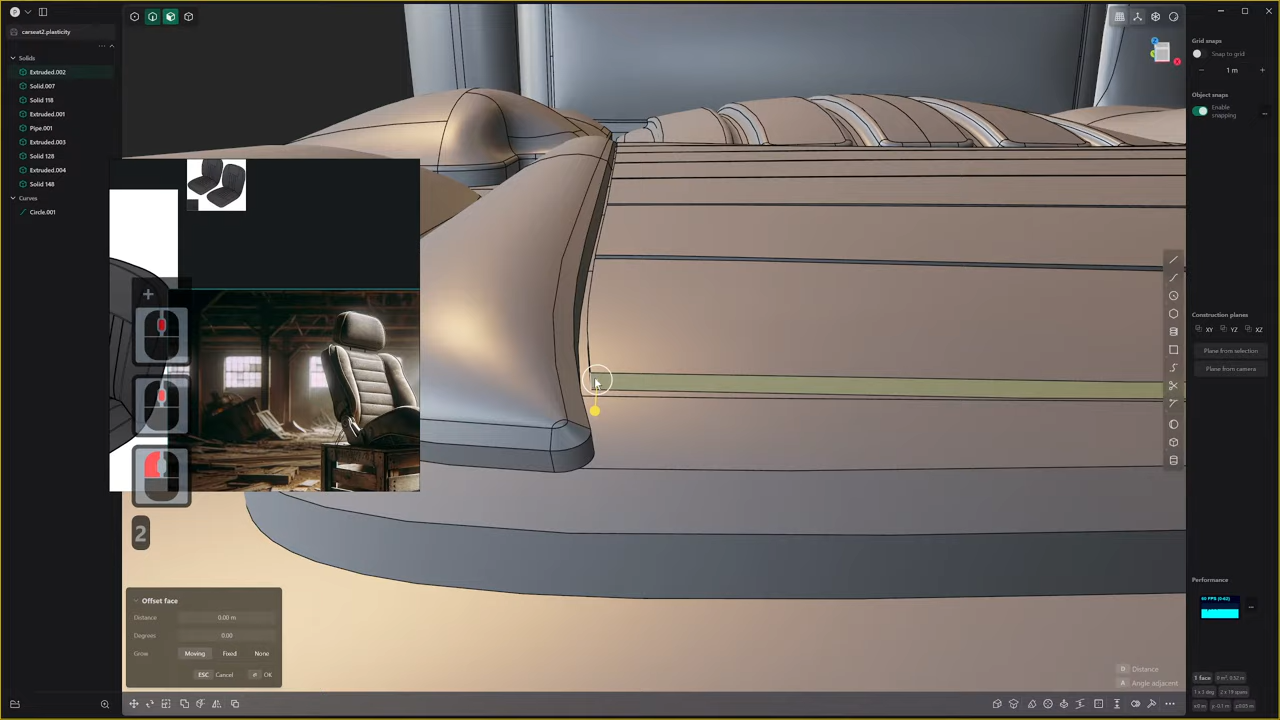 P
carseat2.plasticity
Solids
Extruded.002
Solid.007
Solid 118
Extruded.001
Pipe.001
Extruded.003
Solid 128
Extruded.004
Solid 148
Curves
Circle.001
2
Offset face
Distance 0.00 m
Degrees 0.00
Grow Moving Fixed None
ESC Cancel OK
D Distance
A Angle adjacent
Grid snaps
Snap to grid
1 m
Object snaps
Enable snapping
Construction planes
XY YZ XZ
Plane from selection
Plane from camera
Performance
1 face